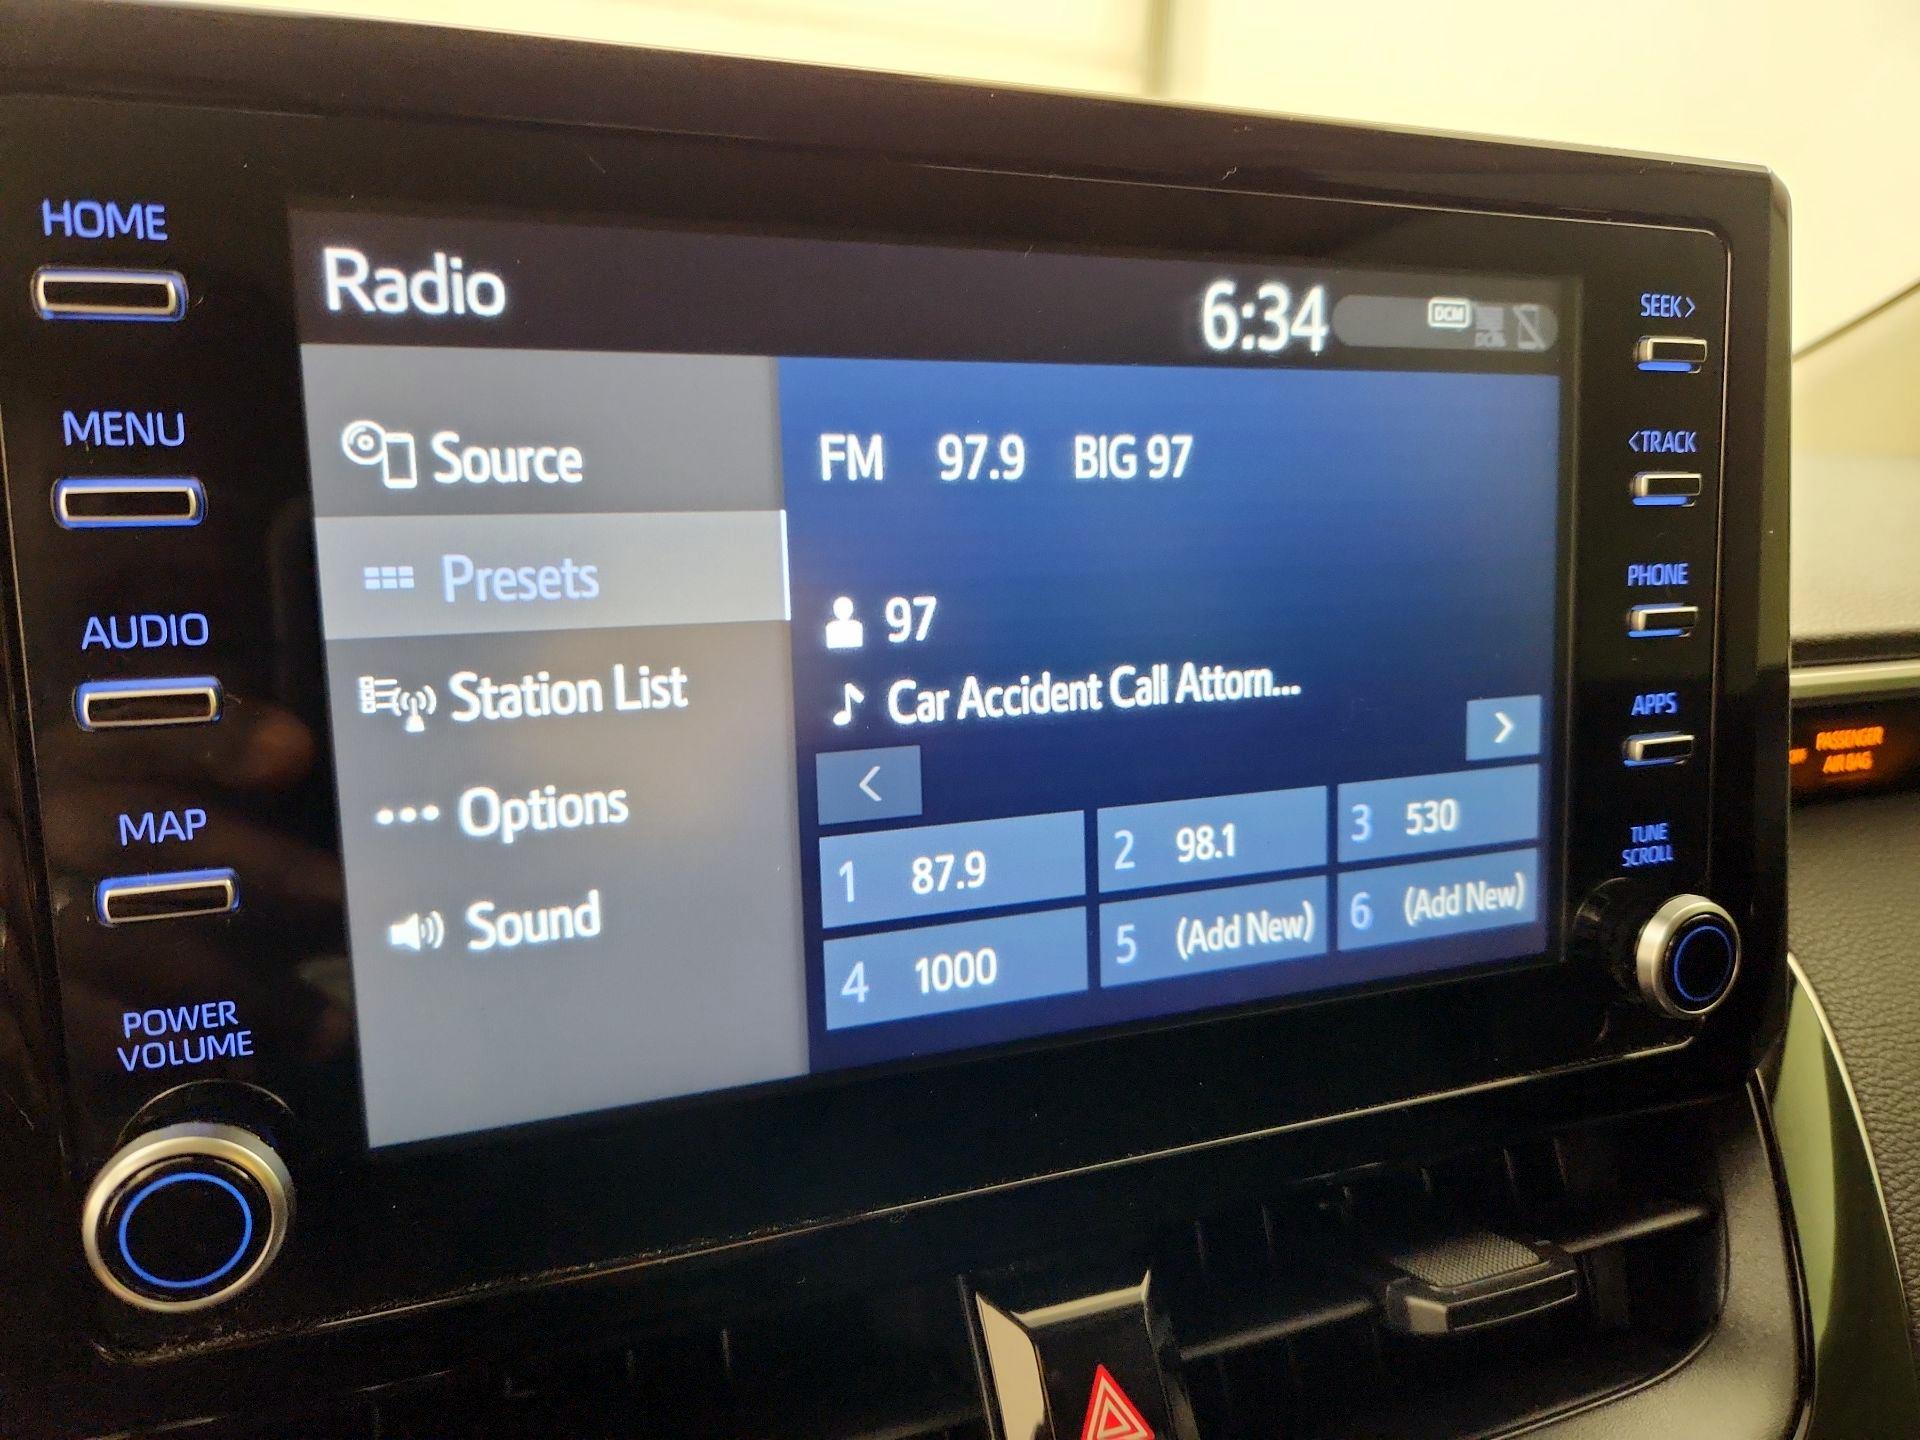 HOME
MENU
AUDIO
MAP
POWER
VOLUME
Radio
6:34
DCM
Source
Presets
Station List
Options
Sound
FM 97.9 BIG 97
97
Car Accident Call Attorn...
<
>
1 87.9
2 98.1
3 530
4 1000
5 (Add New)
6 (Add New)
SEEK >
< TRACK
PHONE
APPS
TUNE
SCROLL
PASSENGER
AIR BAG